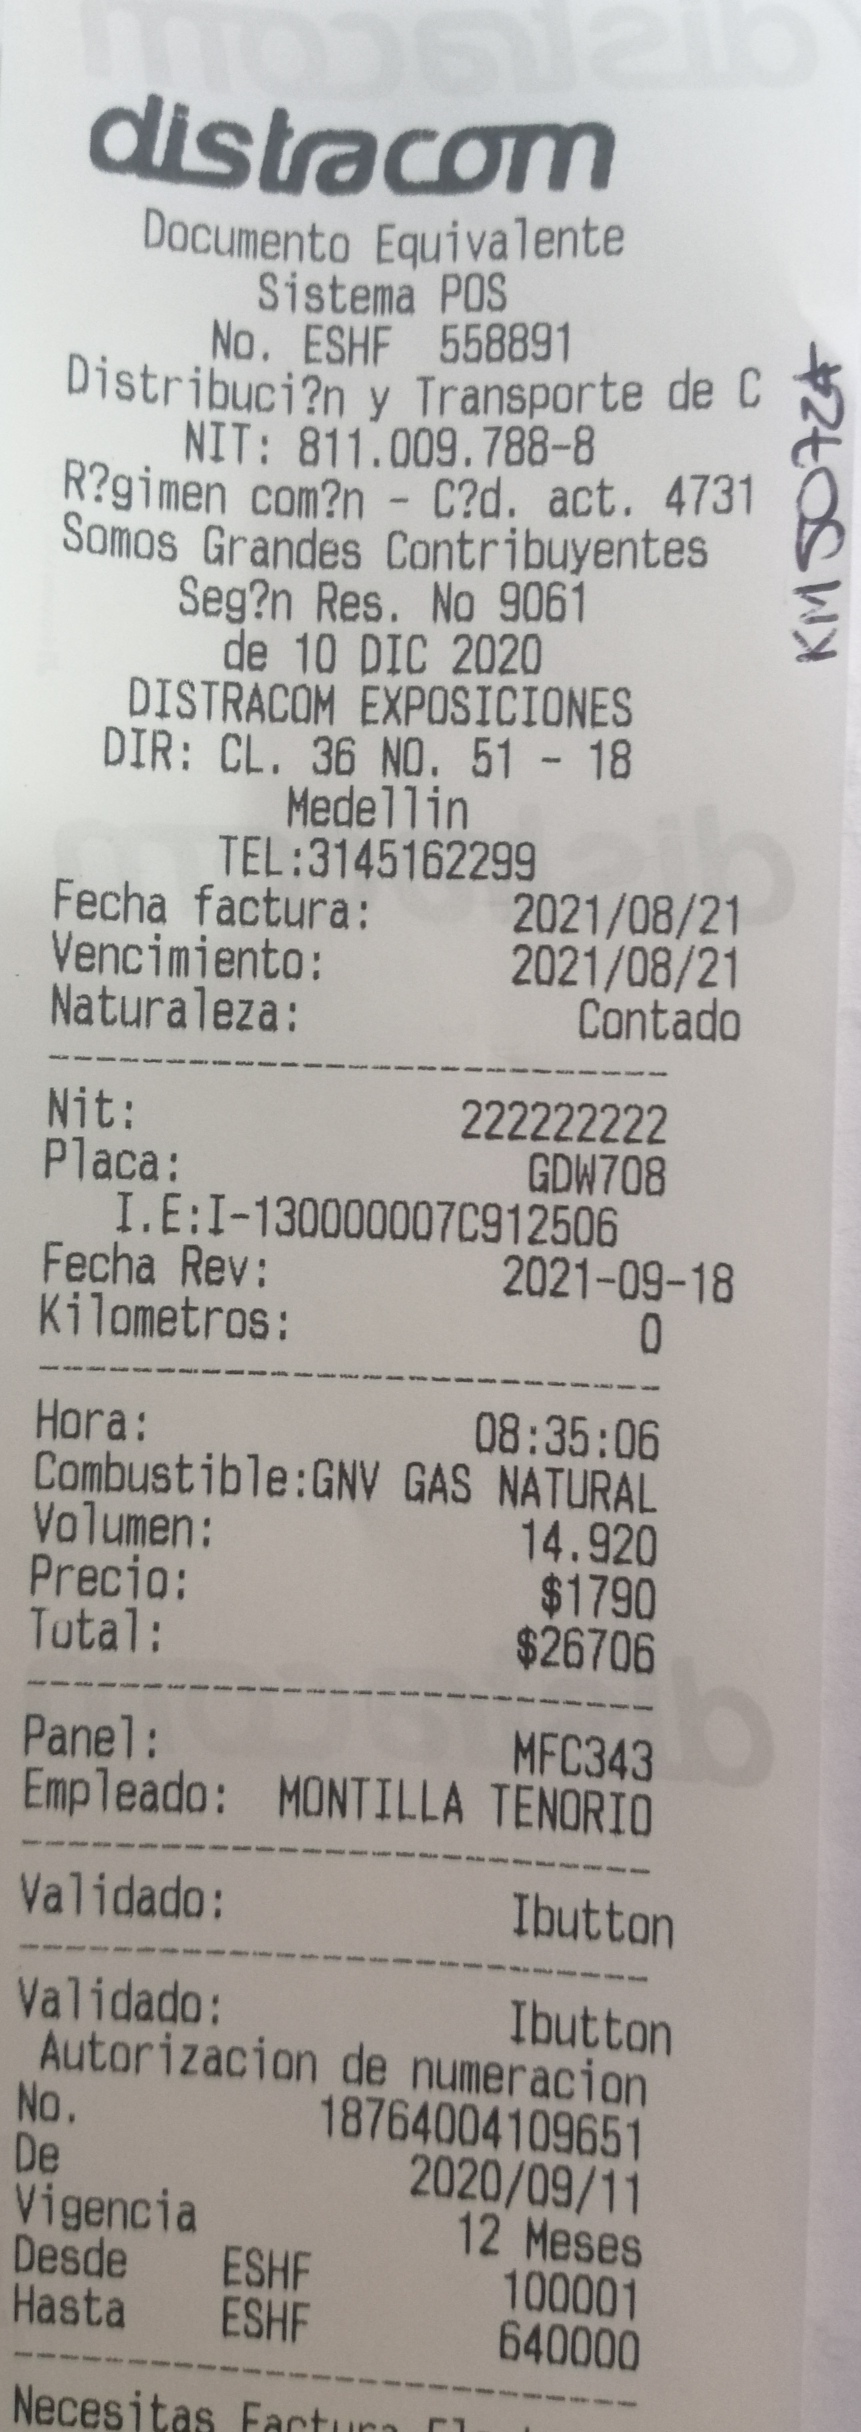 distracom
Documento Equivalente
Sistema POS
No. ESHF 558891
Distribuci?n y Transporte de C
NIT: 811.009.788-8
R?gimen com?n - C?d. act. 4731
Somos Grandes Contribuyentes
Seg?n Res. No 9061
de 10 DIC 2020
DISTRACOM EXPOSICIONES
DIR: CL. 36 NO. 51 - 18
Medellin
TEL:3145162299
Fecha factura: 2021/08/21
Vencimiento: 2021/08/21
Naturaleza: Contado
Nit: 222222222
Placa: GDW708
I.E:I-130000007C912506
Fecha Rev: 2021-09-18
Kilometros: 0
Hora: 08:35:06
Combustible:GNV GAS NATURAL
Volumen: 14.920
Precio: $1790
Total: $26706
Panel: MFC343
Empleado: MONTILLA TENORIO
Validado: Ibutton
Validado: Ibutton
Autorizacion de numeracion
No. 18764004109651
De 2020/09/11
Vigencia 12 Meses
Desde ESHF 100001
Hasta ESHF 640000
Necesitas Factura
KM